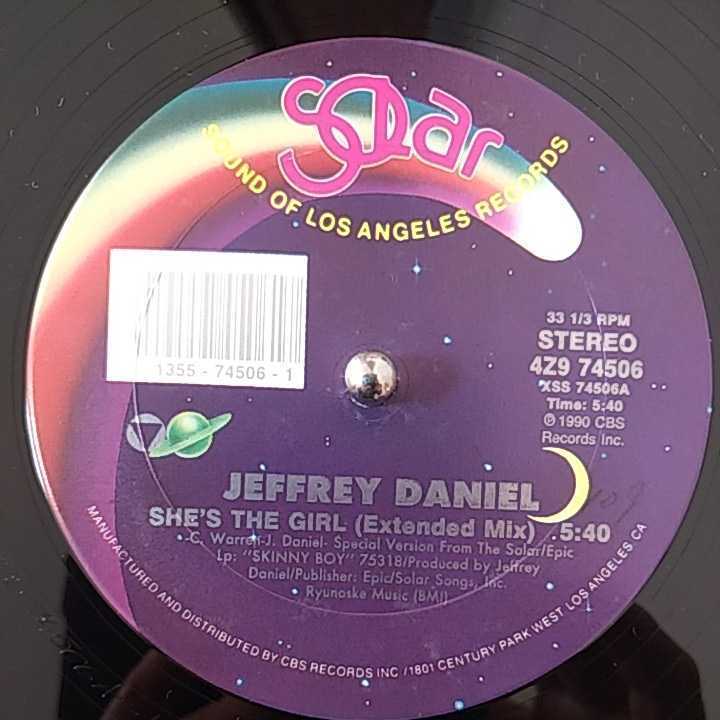 SOLAR
SOUND OF LOS ANGELES RECORDS
1355 - 74506 - 1
33 1/3 RPM
STEREO
4Z9 74506
XSS 74506A
Time: 5:40
℗ 1990 CBS
Records Inc.
JEFFREY DANIEL
SHE'S THE GIRL (Extended Mix) 5:40
-C. Warren-J. Daniel- Special Version From The Solar/Epic
Lp: "SKINNY BOY" 75318/Produced by Jeffrey
Daniel/Publisher: Epic/Solar Songs, Inc.
Ryunoske Music (BMI)
MANUFACTURED AND DISTRIBUTED BY CBS RECORDS INC /1801 CENTURY PARK WEST LOS ANGELES CA